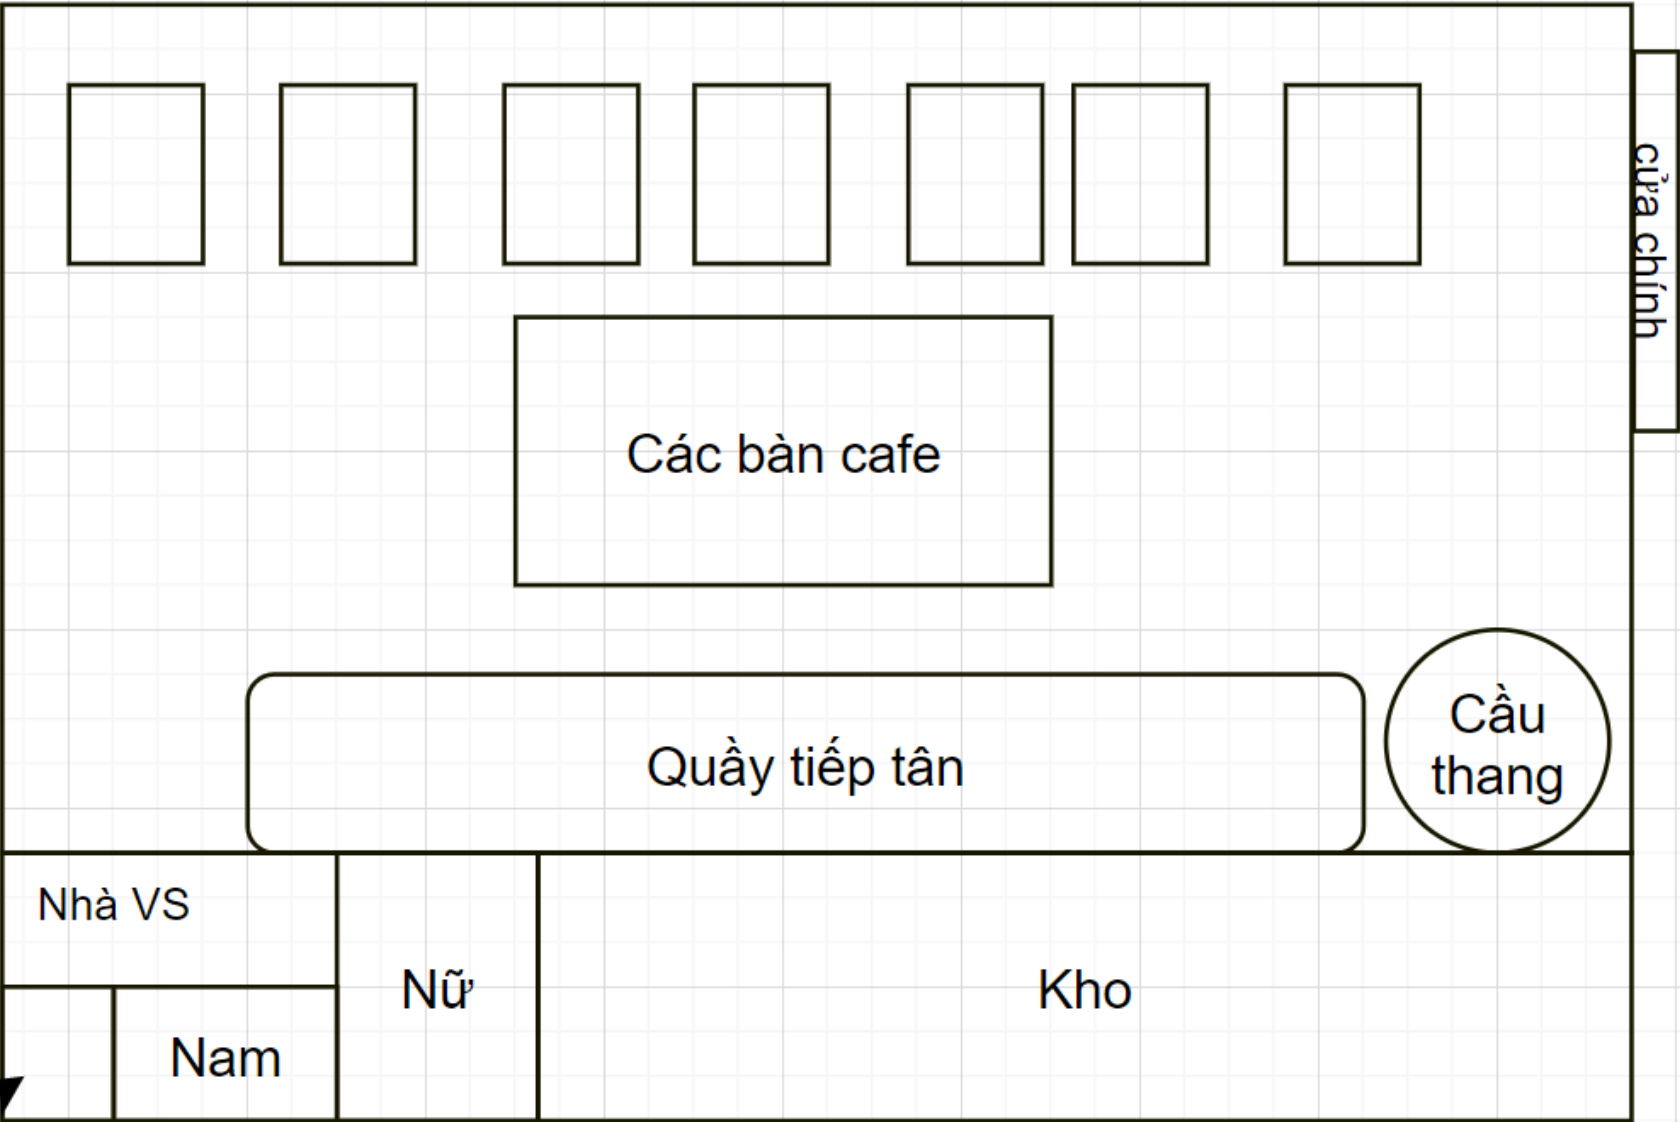 cửa chính
Các bàn cafe
Quầy tiếp tân
Cầu
thang
Nhà VS
Nữ
Kho
Nam